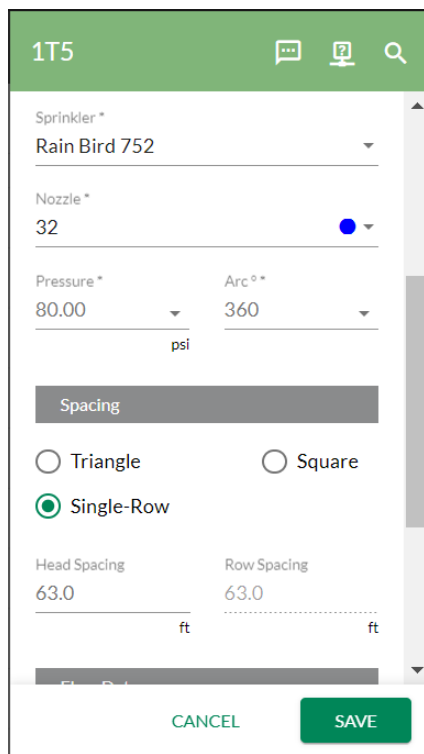 1T5
Sprinkler *
Rain Bird 752
Nozzle *
32
Pressure * Arc ° *
80.00 360
psi
Spacing
Triangle Square
Single-Row
Head Spacing Row Spacing
63.0 63.0
ft ft
CANCEL SAVE